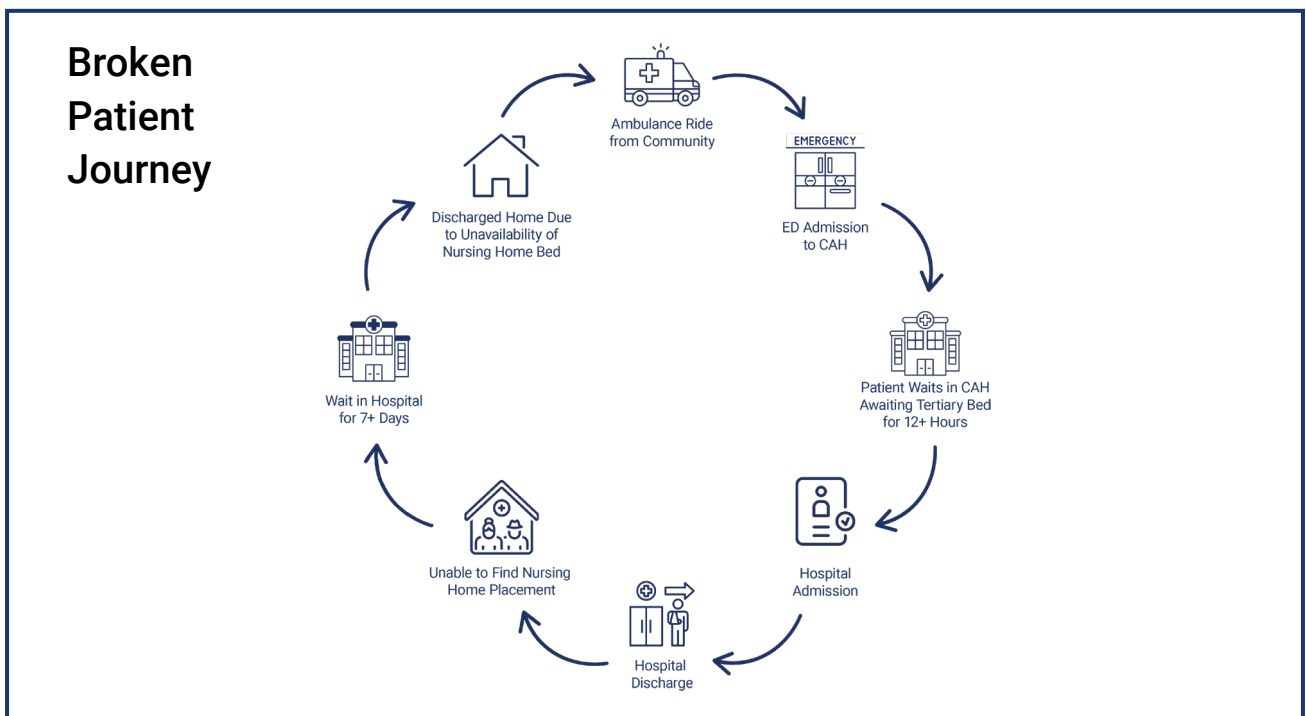 Broken
Patient
Journey
Ambulance Ride
from Community
EMERGENCY
ED Admission
to CAH
Patient Waits in CAH
Awaiting Tertiary Bed
for 12+ Hours
Hospital
Admission
Hospital
Discharge
Unable to Find Nursing
Home Placement
Wait in Hospital
for 7+ Days
Discharged Home Due
to Unavailability of
Nursing Home Bed